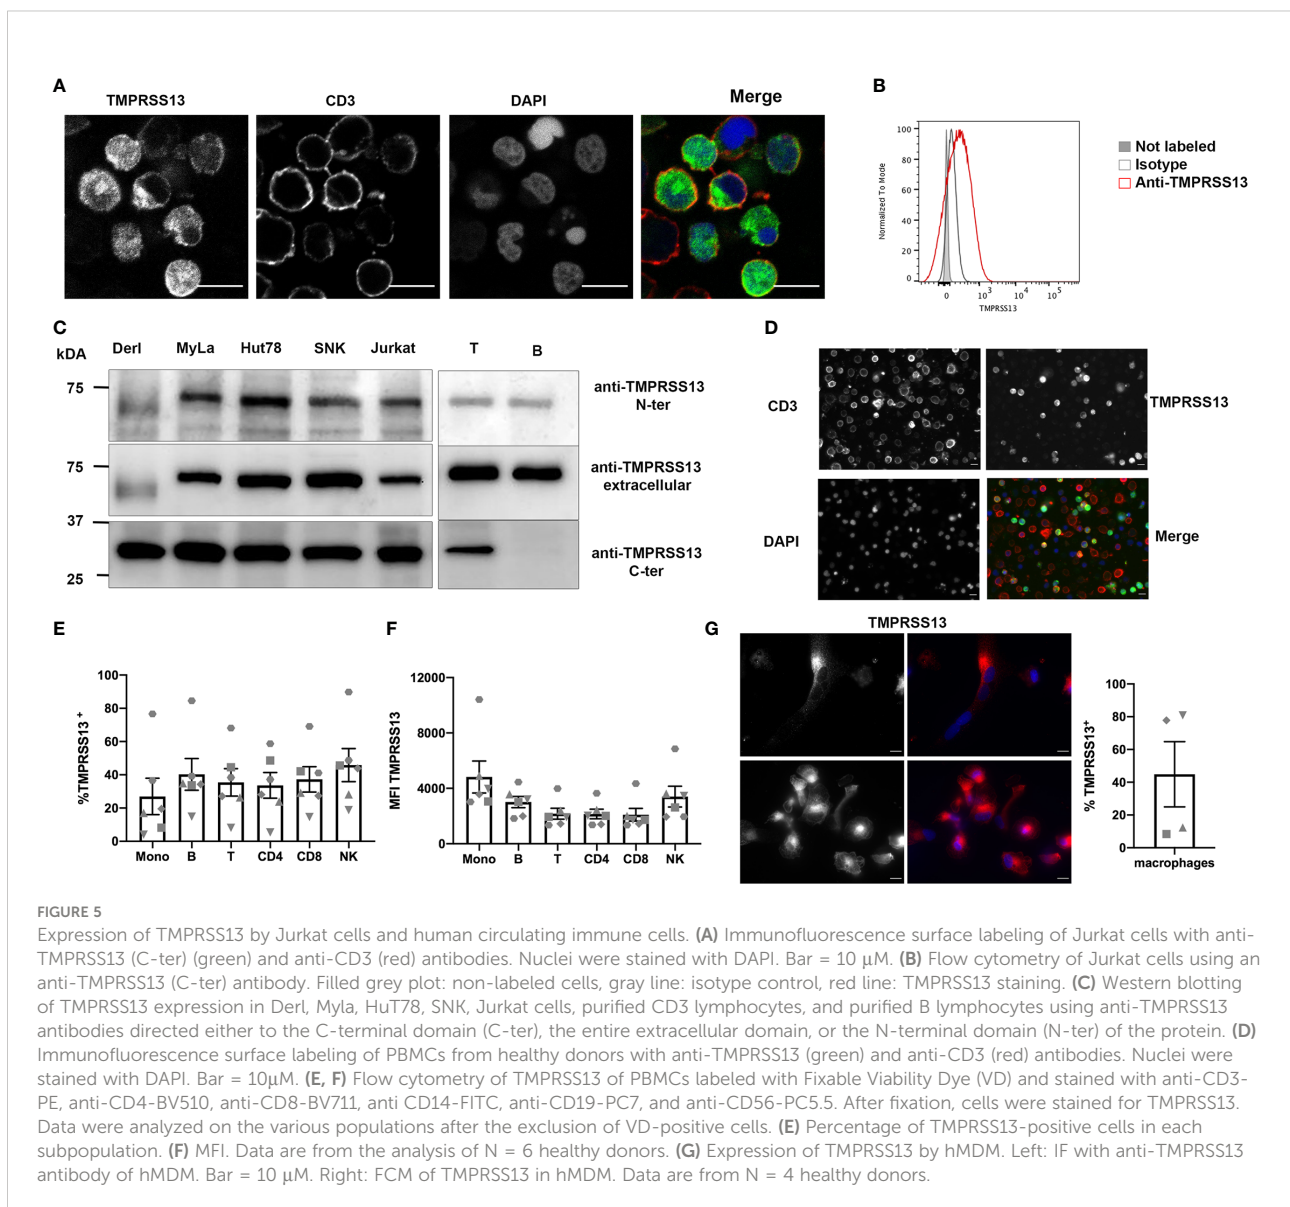 A
TMPRSS13
CD3
DAPI
Merge
B
100
80
60
40
20
0
Normalized To Mode
0
10³
10⁴
10⁵
TMPRSS13
Not labeled
Isotype
Anti-TMPRSS13
C
kDA
Derl
MyLa
Hut78
SNK
Jurkat
T
B
75
anti-TMPRSS13
N-ter
75
anti-TMPRSS13
extracellular
37
25
anti-TMPRSS13
C-ter
D
CD3
TMPRSS13
DAPI
Merge
E
%TMPRSS13 +
100
80
60
40
20
0
Mono
B
T
CD4
CD8
NK
F
MFI TMPRSS13
12000
8000
4000
0
Mono
B
T
CD4
CD8
NK
G
TMPRSS13
% TMPRSS13⁺
100
80
60
40
20
0
macrophages
FIGURE 5
Expression of TMPRSS13 by Jurkat cells and human circulating immune cells. (A) Immunofluorescence surface labeling of Jurkat cells with anti-
TMPRSS13 (C-ter) (green) and anti-CD3 (red) antibodies. Nuclei were stained with DAPI. Bar = 10 µM. (B) Flow cytometry of Jurkat cells using an
anti-TMPRSS13 (C-ter) antibody. Filled grey plot: non-labeled cells, gray line: isotype control, red line: TMPRSS13 staining. (C) Western blotting
of TMPRSS13 expression in Derl, Myla, HuT78, SNK, Jurkat cells, purified CD3 lymphocytes, and purified B lymphocytes using anti-TMPRSS13
antibodies directed either to the C-terminal domain (C-ter), the entire extracellular domain, or the N-terminal domain (N-ter) of the protein. (D)
Immunofluorescence surface labeling of PBMCs from healthy donors with anti-TMPRSS13 (green) and anti-CD3 (red) antibodies. Nuclei were
stained with DAPI. Bar = 10µM. (E, F) Flow cytometry of TMPRSS13 of PBMCs labeled with Fixable Viability Dye (VD) and stained with anti-CD3-
PE, anti-CD4-BV510, anti-CD8-BV711, anti CD14-FITC, anti-CD19-PC7, and anti-CD56-PC5.5. After fixation, cells were stained for TMPRSS13.
Data were analyzed on the various populations after the exclusion of VD-positive cells. (E) Percentage of TMPRSS13-positive cells in each
subpopulation. (F) MFI. Data are from the analysis of N = 6 healthy donors. (G) Expression of TMPRSS13 by hMDM. Left: IF with anti-TMPRSS13
antibody of hMDM. Bar = 10 µM. Right: FCM of TMPRSS13 in hMDM. Data are from N = 4 healthy donors.